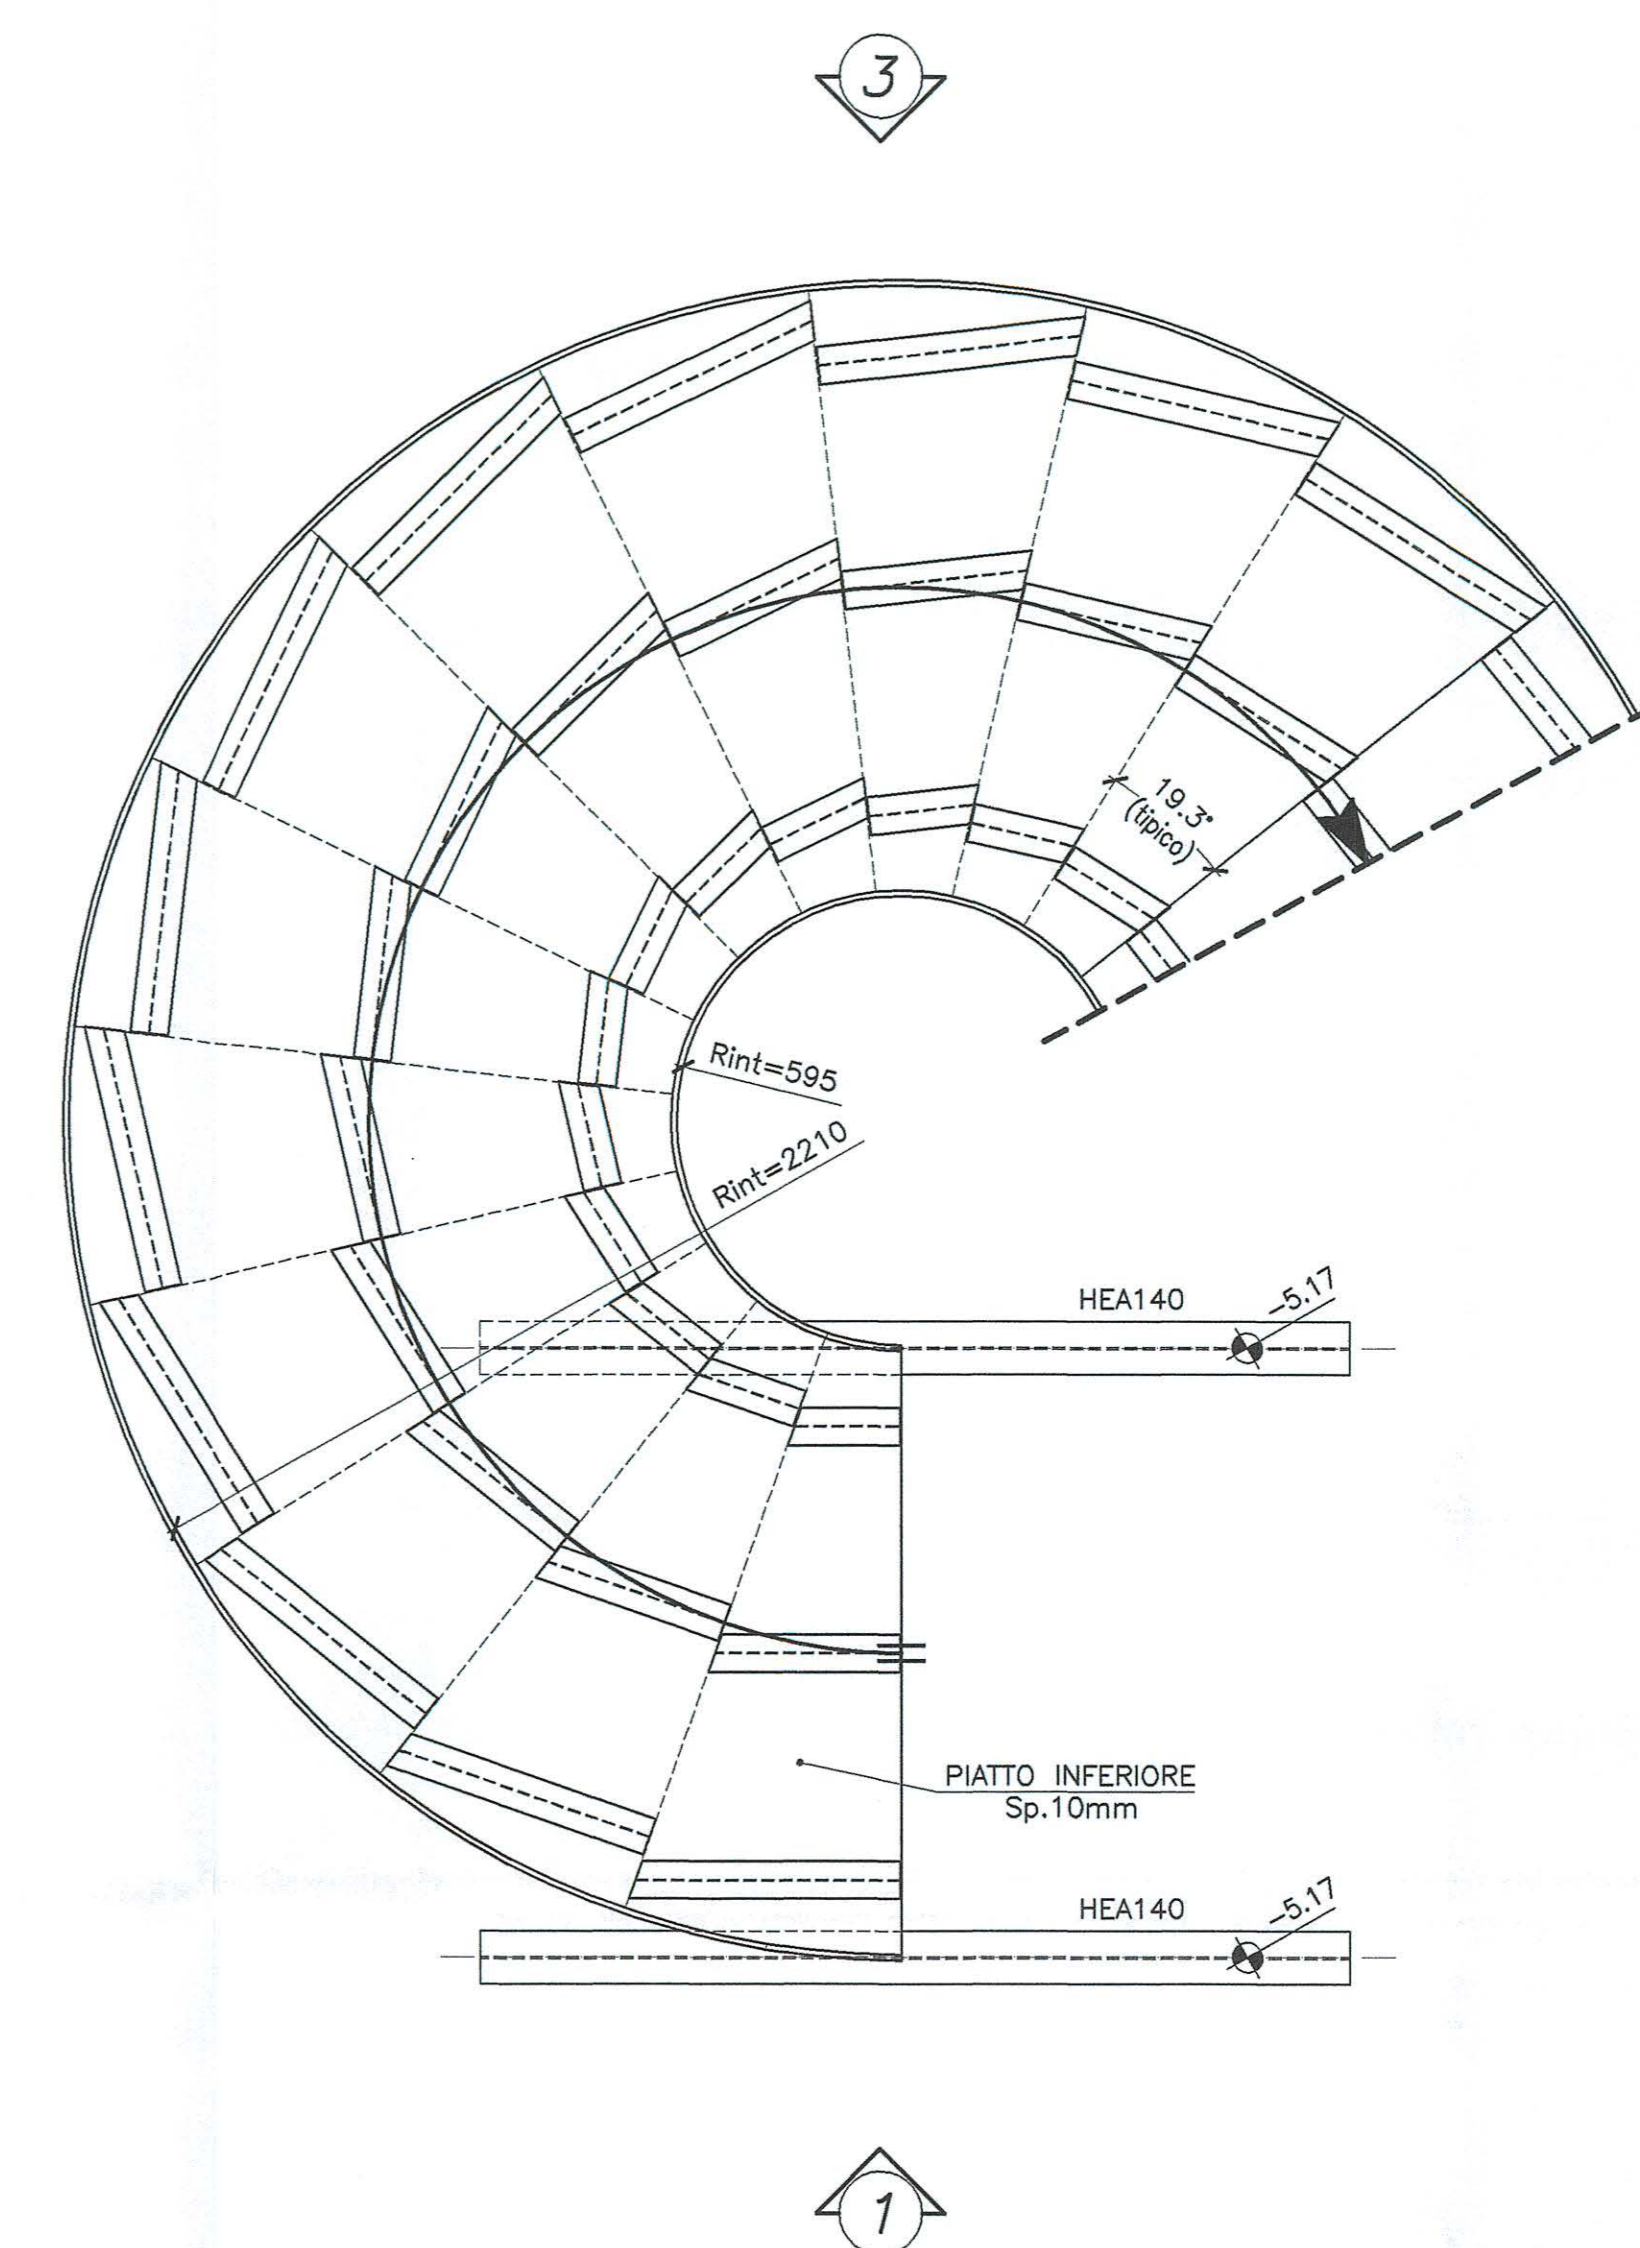 3
19.3°
(tipico)
Rint=595
Rint=2210
HEA140
-5.17
PIATTO INFERIORE
Sp.10mm
HEA140
-5.17
1